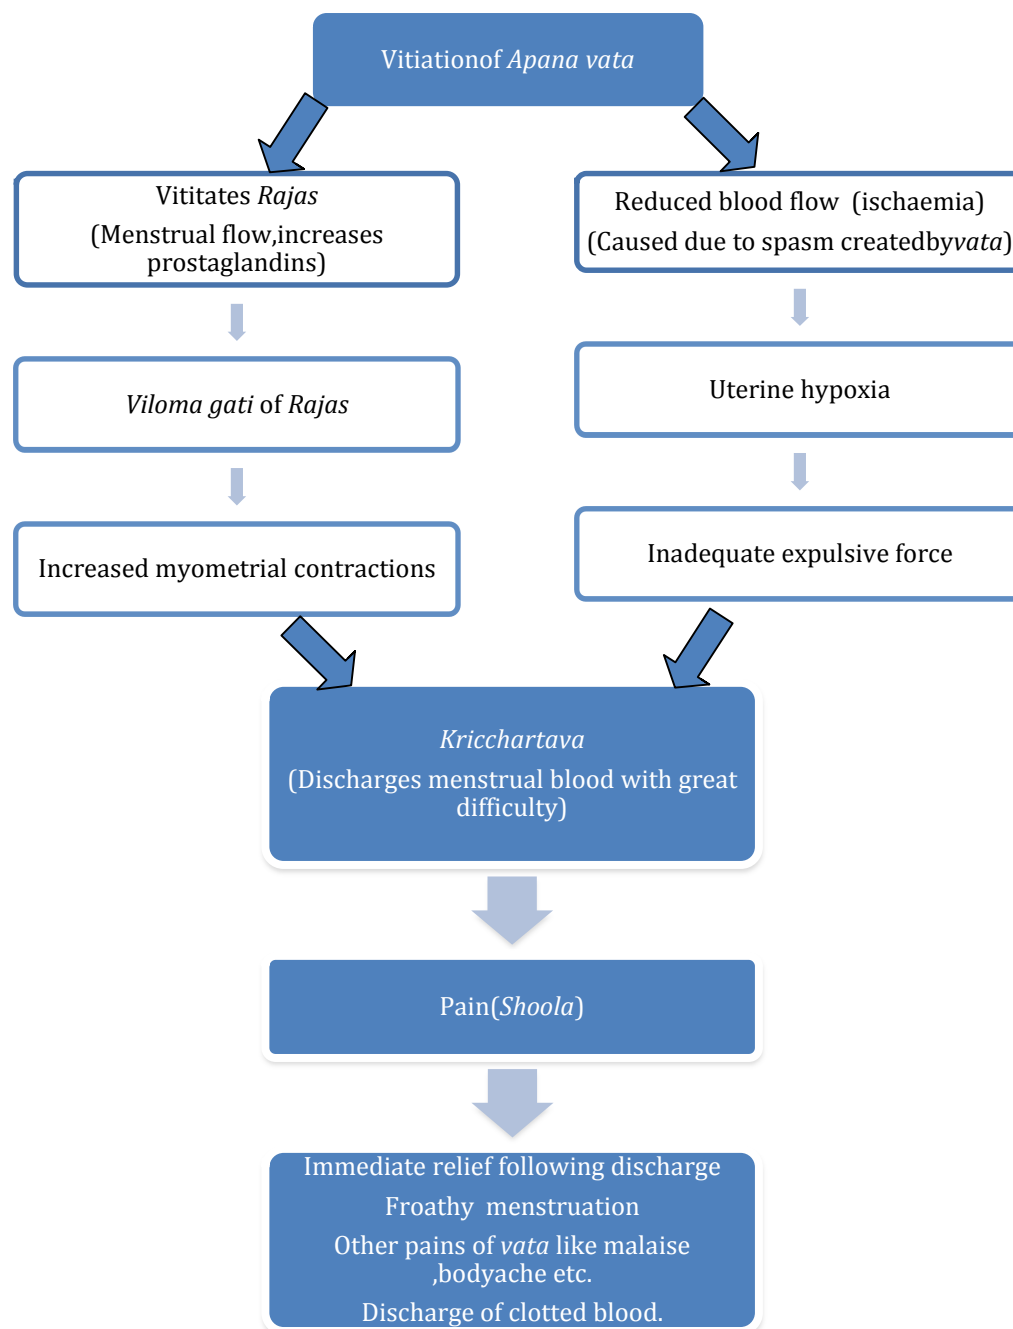 Vitiationof Apana vata
Vititates Rajas
(Menstrual flow,increases
prostaglandins)
Viloma gati of Rajas
Increased myometrial contractions
Reduced blood flow (ischaemia)
(Caused due to spasm createdbyvata)
Uterine hypoxia
Inadequate expulsive force
Kricchartava
(Discharges menstrual blood with great
difficulty)
Pain(Shoola)
Immediate relief following discharge
Froathy menstruation
Other pains of vata like malaise
,bodyache etc.
Discharge of clotted blood.